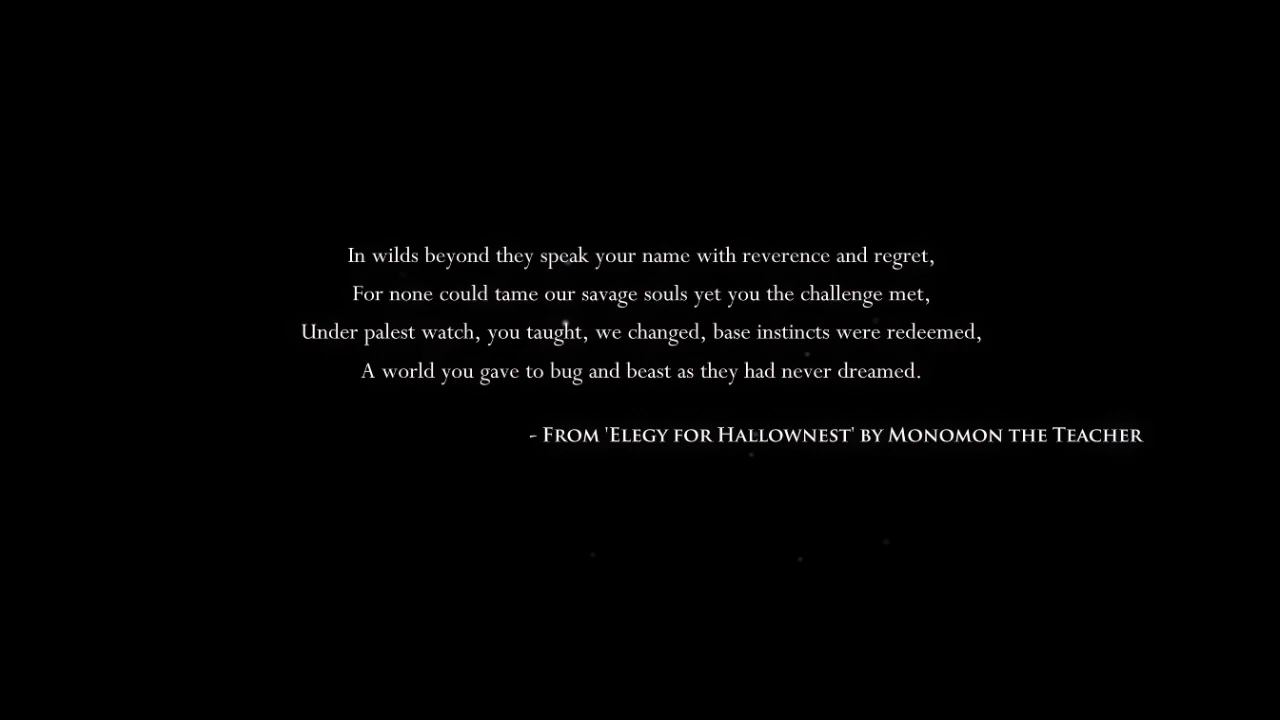 In wilds beyond they speak your name with reverence and regret,
For none could tame our savage souls yet you the challenge met,
Under palest watch, you taught, we changed, base instincts were redeemed,
A world you gave to bug and beast as they had never dreamed.
- From 'Elegy for Hallownest' by Monomon the Teacher